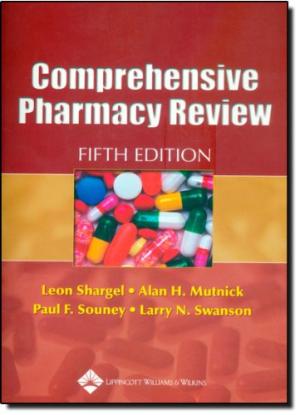 Comprehensive
Pharmacy Review
FIFTH EDITION
Leon Shargel • Alan H. Mutnick
Paul F. Souney • Larry N. Swanson
LIPPINCOTT WILLIAMS & WILKINS